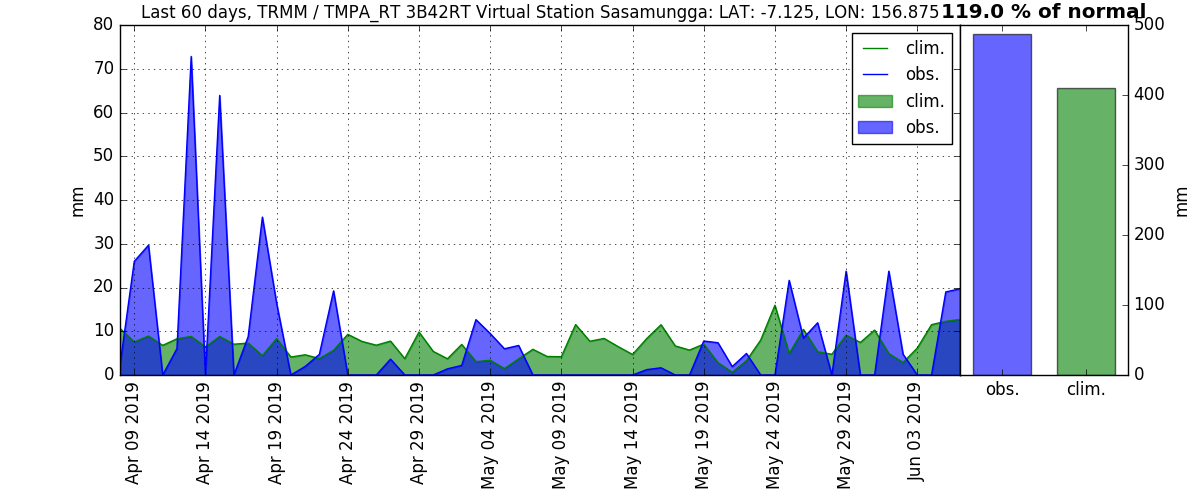 Last 60 days, TRMM / TMPA_RT 3B42RT Virtual Station Sasamungga: LAT: -7.125, LON: 156.875
119.0 % of normal
80
70
60
50
40
30
20
10
0
mm
clim.
obs.
clim.
obs.
500
400
300
200
100
0
mm
obs.
clim.
Apr 09 2019
Apr 14 2019
Apr 19 2019
Apr 24 2019
Apr 29 2019
May 04 2019
May 09 2019
May 14 2019
May 19 2019
May 24 2019
May 29 2019
Jun 03 2019